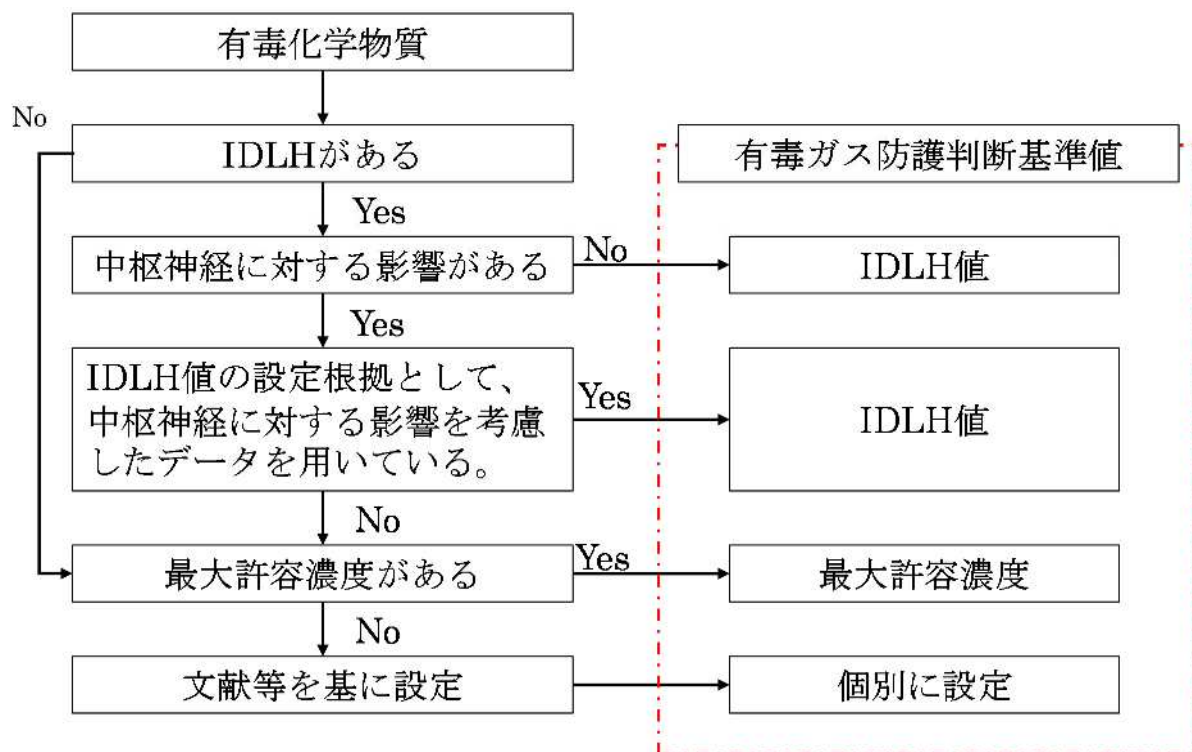 有毒化学物質
No
IDLHがある
有毒ガス防護判断基準値
Yes
中枢神経に対する影響がある
No
IDLH値
Yes
IDLH値の設定根拠として、
中枢神経に対する影響を考慮
したデータを用いている。
Yes
IDLH値
No
最大許容濃度がある
Yes
最大許容濃度
No
文献等を基に設定
個別に設定